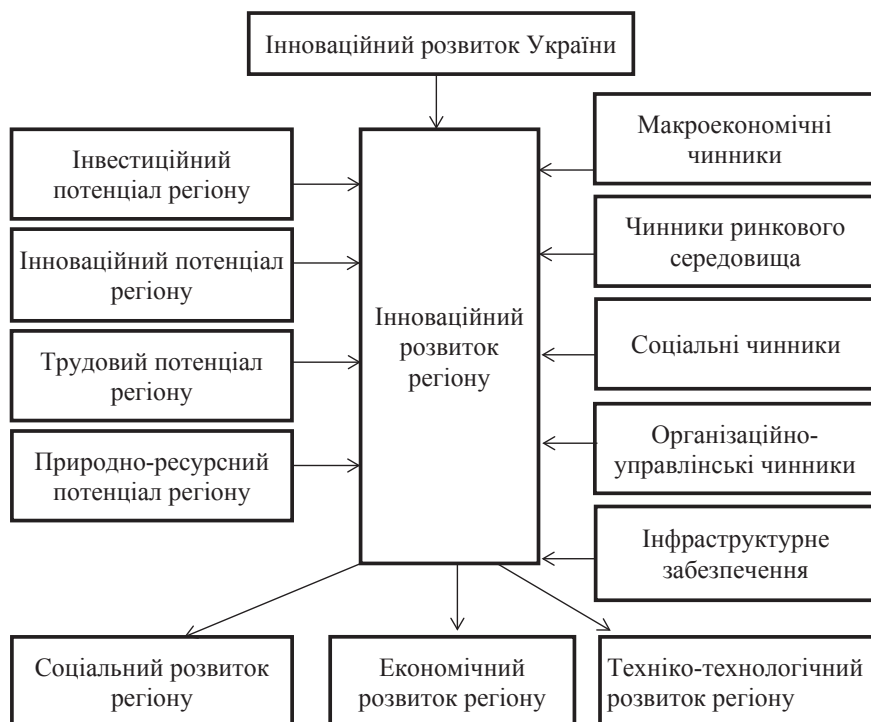 Інноваційний розвиток України
Інвестиційний
потенціал регіону
Інноваційний потенціал
регіону
Трудовий потенціал
регіону
Природно-ресурсний
потенціал регіону
Інноваційний
розвиток
регіону
Макроекономічні
чинники
Чинники ринкового
середовища
Соціальні чинники
Організаційно-
управлінські чинники
Інфраструктурне
забезпечення
Соціальний розвиток
регіону
Економічний
розвиток регіону
Техніко-технологічний
розвиток регіону